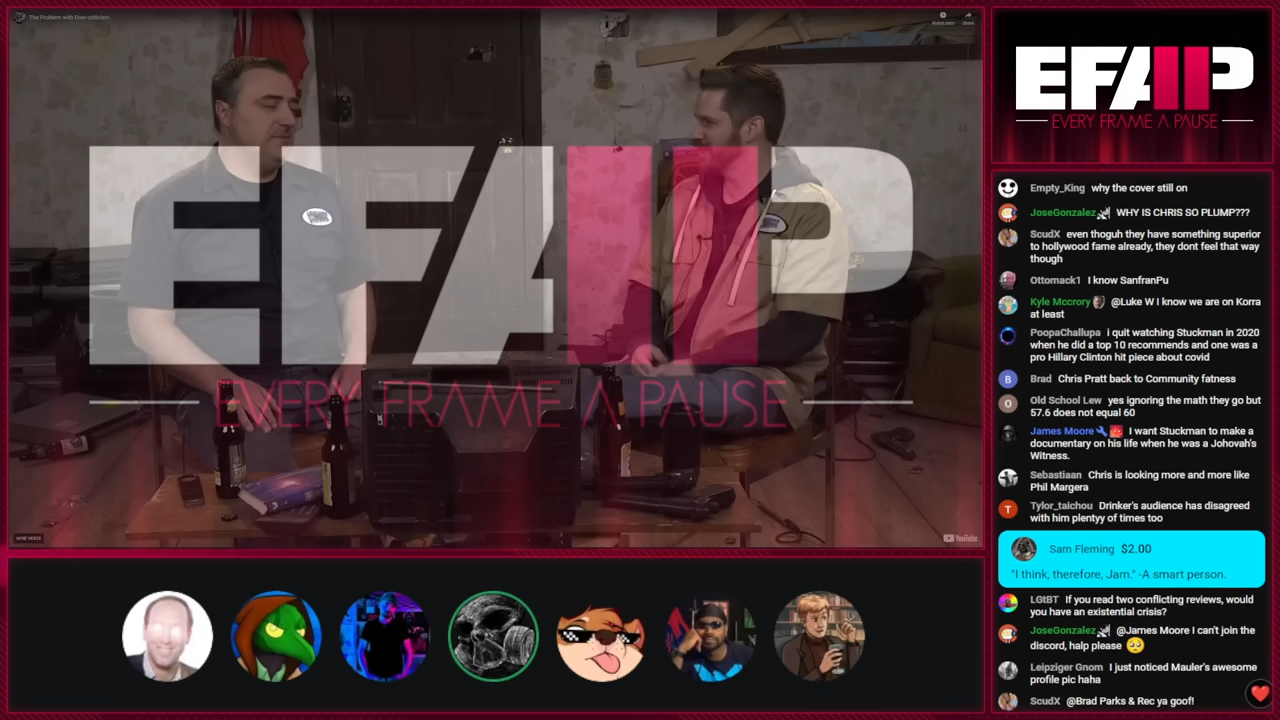 The Problem with Over-criticism
Watch later
Share
EFAP
EVERY FRAME A PAUSE
MORE VIDEOS
YouTube
EFAP
EVERY FRAME A PAUSE
Empty_King why the cover still on
JoseGonzalez WHY IS CHRIS SO PLUMP???
ScudX even thoguh they have something superior
to hollywood fame already, they dont feel that way
though
Ottomack1 I know SanfranPu
Kyle Mccrory @Luke W I know we are on Korra
at least
PoopaChallupa i quit watching Stuckman in 2020
when he did a top 10 recommends and one was a
pro Hillary Clinton hit piece about covid
B
Brad Chris Pratt back to Community fatness
O
Old School Lew yes ignoring the math they go but
57.6 does not equal 60
James Moore I want Stuckman to make a
documentary on his life when he was a Johovah's
Witness.
Sebastiaan Chris is looking more and more like
Phil Margera
T
Tylor_taichou Drinker's audience has disagreed
with him plentyy of times too
Sam Fleming $2.00
"I think, therefore, Jam." -A smart person.
LGtBT If you read two conflicting reviews, would
you have an existential crisis?
JoseGonzalez @James Moore I can't join the
discord, halp please
Leipziger Gnom I just noticed Mauler's awesome
profile pic haha
ScudX @Brad Parks & Rec ya goof!